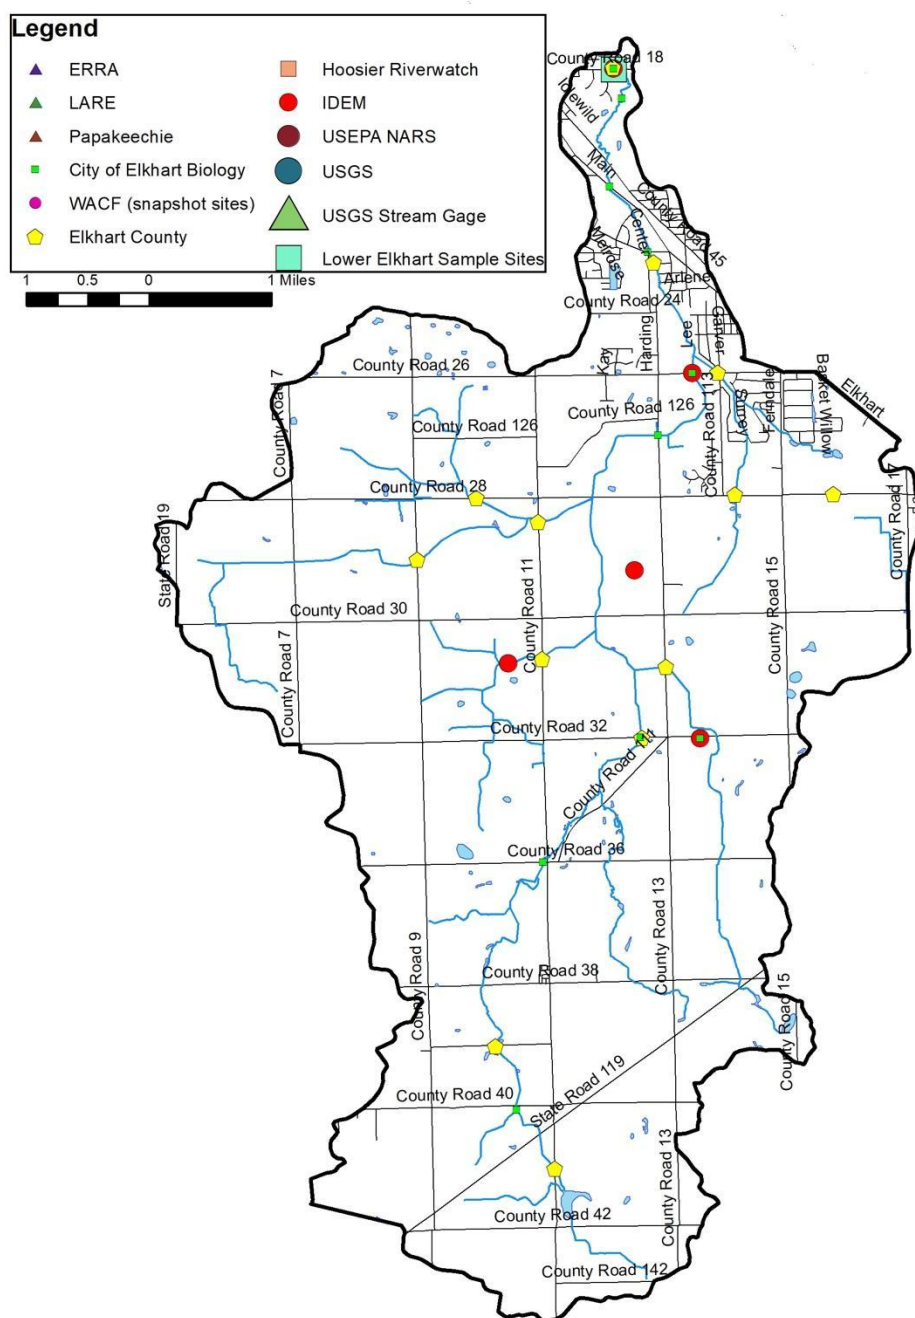 Legend
ERRA
LARE
Papakeechie
City of Elkhart Biology
WACF (snapshot sites)
Elkhart County
Hoosier Riverwatch
IDEM
USEPA NARS
USGS
USGS Stream Gage
Lower Elkhart Sample Sites
1 0.5 0 1 Miles
County Road 18
Idlewild
Main
County Road 45
Center
Melrose
Arlene
County Road 24
Harding
Lee
Garver
Kay
County Road 26
County Road 7
County Road 126
County Road 126
County Road 113
Surrey
Ferndale
Basket Willow
Elkhart
County Road 28
County Road 17
State Road 19
County Road 11
County Road 15
County Road 30
County Road 7
County Road 32
County Road 111
County Road 36
County Road 13
County Road 9
County Road 38
County Road 15
County Road 40
State Road 119
County Road 13
County Road 42
County Road 142